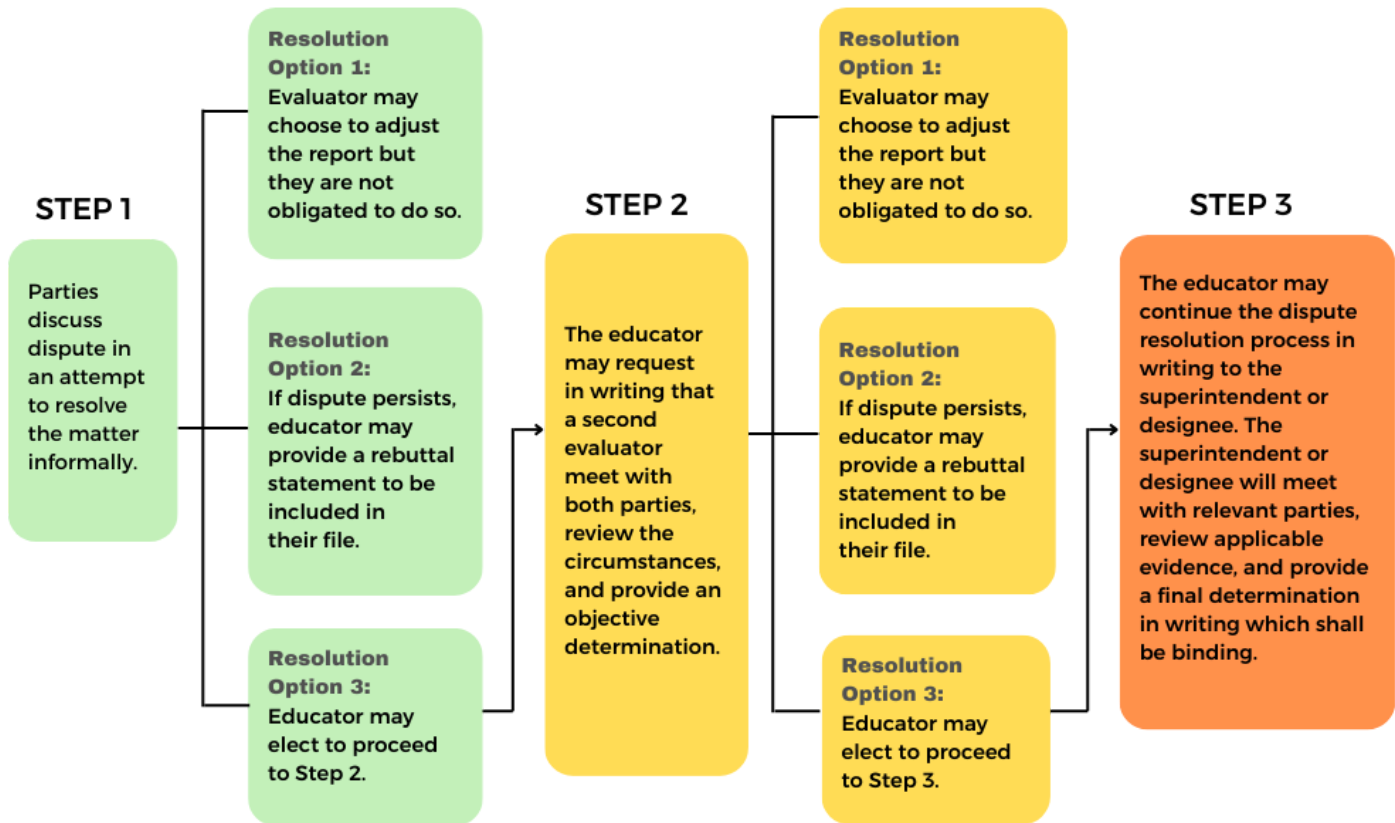 STEP 1
Parties
discuss
dispute in
an attempt
to resolve
the matter
informally.
Resolution
Option 1:
Evaluator may
choose to adjust
the report but
they are not
obligated to do so.
Resolution
Option 2:
If dispute persists,
educator may
provide a rebuttal
statement to be
included in
their file.
Resolution
Option 3:
Educator may
elect to proceed
to Step 2.
STEP 2
The educator
may request
in writing that
a second
evaluator
meet with
both parties,
review the
circumstances,
and provide an
objective
determination.
Resolution
Option 1:
Evaluator may
choose to adjust
the report but
they are not
obligated to do so.
Resolution
Option 2:
If dispute persists,
educator may
provide a rebuttal
statement to be
included in
their file.
Resolution
Option 3:
Educator may
elect to proceed
to Step 3.
STEP 3
The educator may
continue the dispute
resolution process in
writing to the
superintendent or
designee. The
superintendent or
designee will meet
with relevant parties,
review applicable
evidence, and provide
a final determination
in writing which shall
be binding.